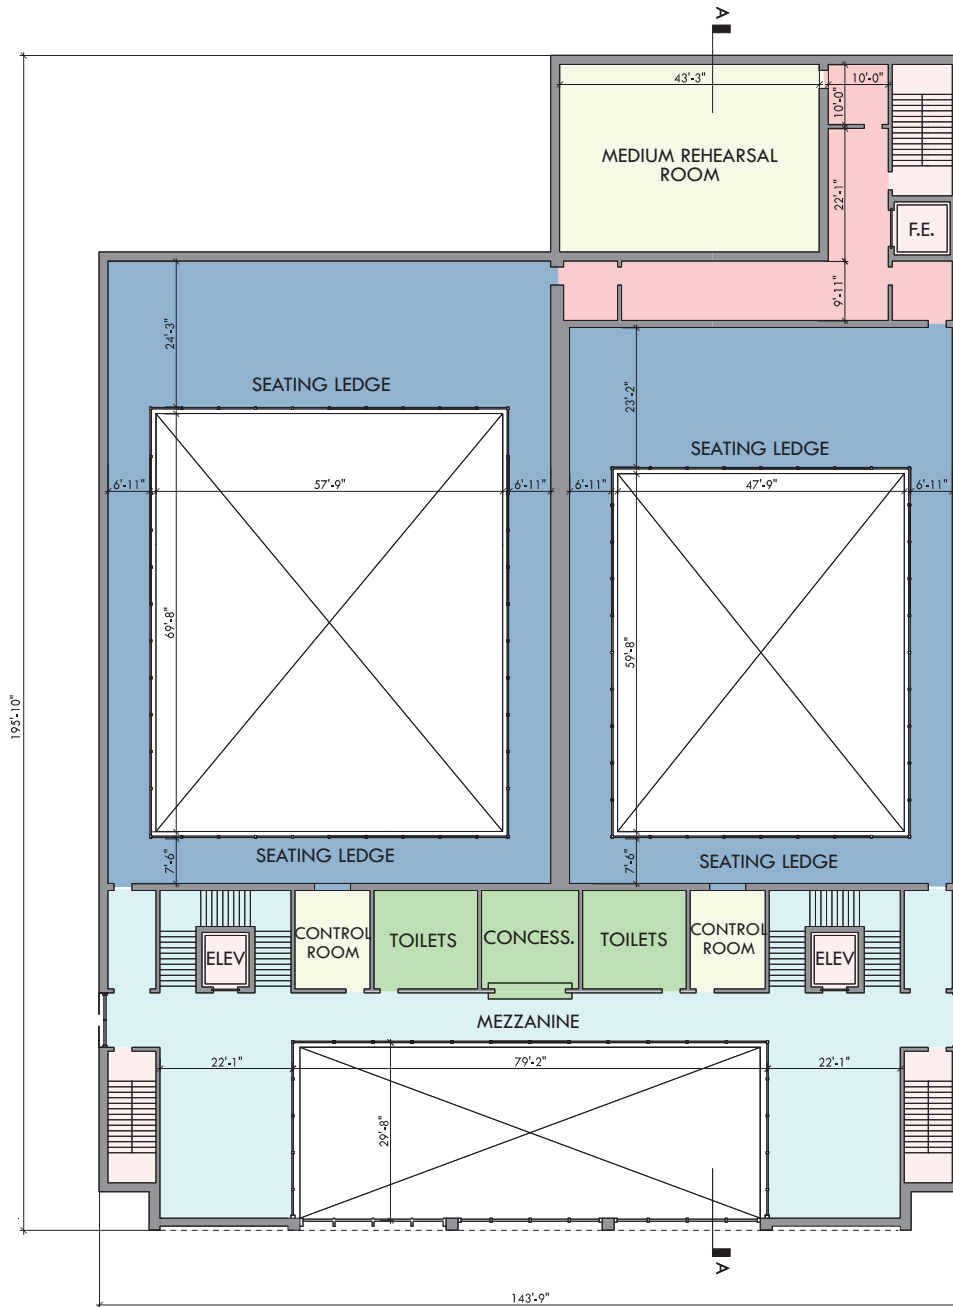 A
43'-3"
10'-0"
10'-0"
MEDIUM REHEARSAL
ROOM
22'-1"
F.E.
9'-11"
24'-3"
23'-2"
SEATING LEDGE
SEATING LEDGE
6'-11"
57'-9"
6'-11"
6'-11"
47'-9"
6'-11"
69'-8"
59'-8"
195'-10"
7'-6"
SEATING LEDGE
7'-6"
SEATING LEDGE
ELEV
CONTROL
ROOM
TOILETS
CONCESS.
TOILETS
CONTROL
ROOM
ELEV
MEZZANINE
22'-1"
79'-2"
22'-1"
29'-8"
A
143'-9"